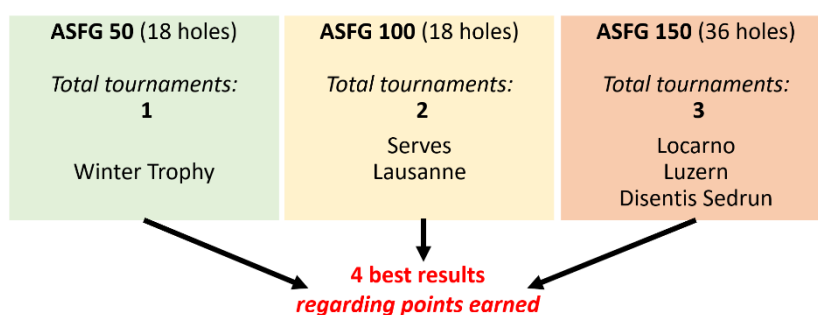 ASFG 50 (18 holes)
Total tournaments:
1
Winter Trophy
ASFG 100 (18 holes)
Total tournaments:
2
Serves
Lausanne
ASFG 150 (36 holes)
Total tournaments:
3
Locarno
Luzern
Disentis Sedrun
4 best results
regarding points earned